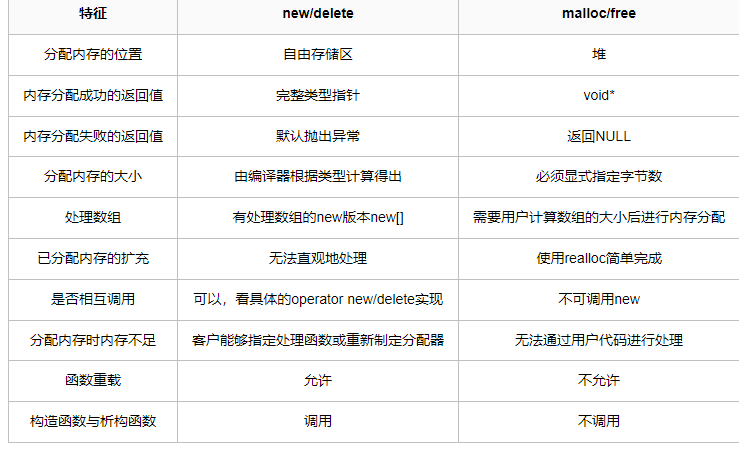 特征 new/delete malloc/free
分配内存的位置 自由存储区 堆
内存分配成功的返回值 完整类型指针 void*
内存分配失败的返回值 默认抛出异常 返回NULL
分配内存的大小 由编译器根据类型计算得出 必须显式指定字节数
处理数组 有处理数组的new版本new[] 需要用户计算数组的大小后进行内存分配
已分配内存的扩充 无法直观地处理 使用realloc简单完成
是否相互调用 可以，看具体的operator new/delete实现 不可调用new
分配内存时内存不足 客户能够指定处理函数或重新制定分配器 无法通过用户代码进行处理
函数重载 允许 不允许
构造函数与析构函数 调用 不调用